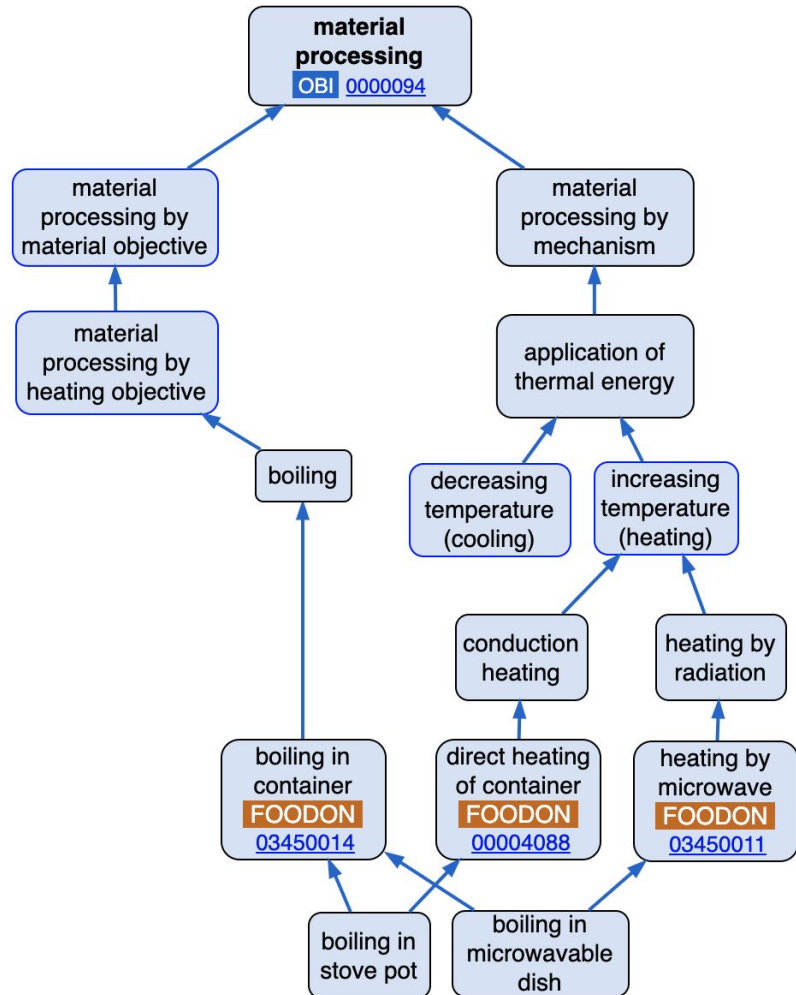 material
processing
OBI 0000094
material
processing by
material objective
material
processing by
mechanism
material
processing by
heating objective
application of
thermal energy
boiling
decreasing
temperature
(cooling)
increasing
temperature
(heating)
conduction
heating
heating by
radiation
boiling in
container
FOODON
03450014
direct heating
of container
FOODON
00004088
heating by
microwave
FOODON
03450011
boiling in
stove pot
boiling in
microwavable
dish